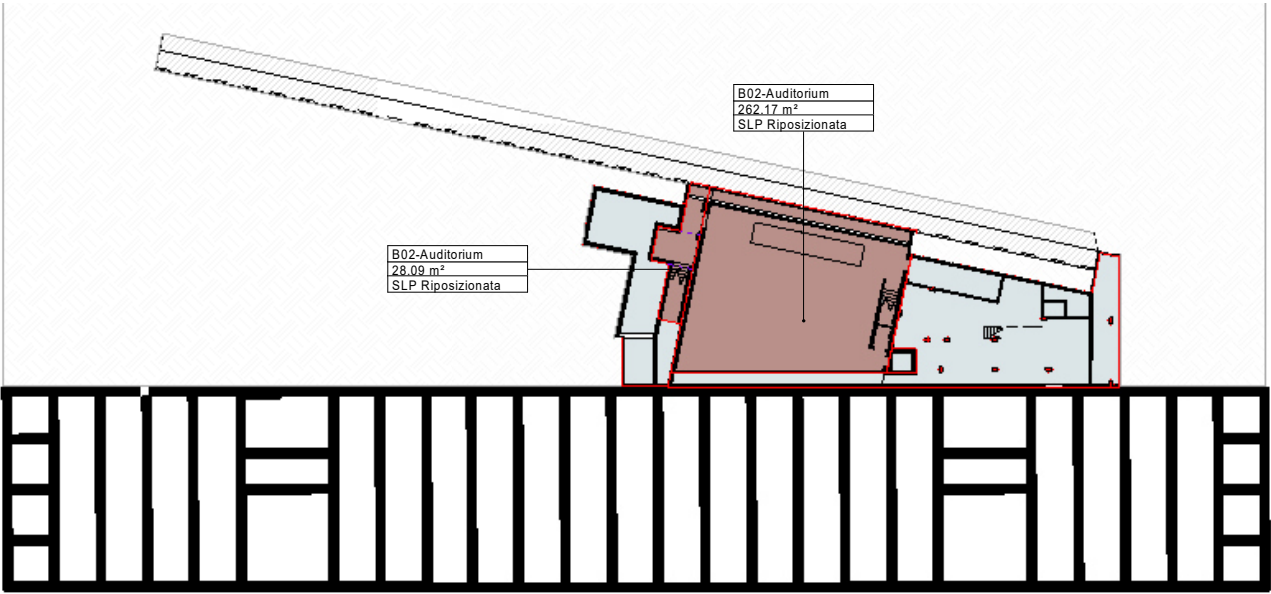 B02-Auditorium
262.17 m²
SLP Riposizionata
B02-Auditorium
28.09 m²
SLP Riposizionata